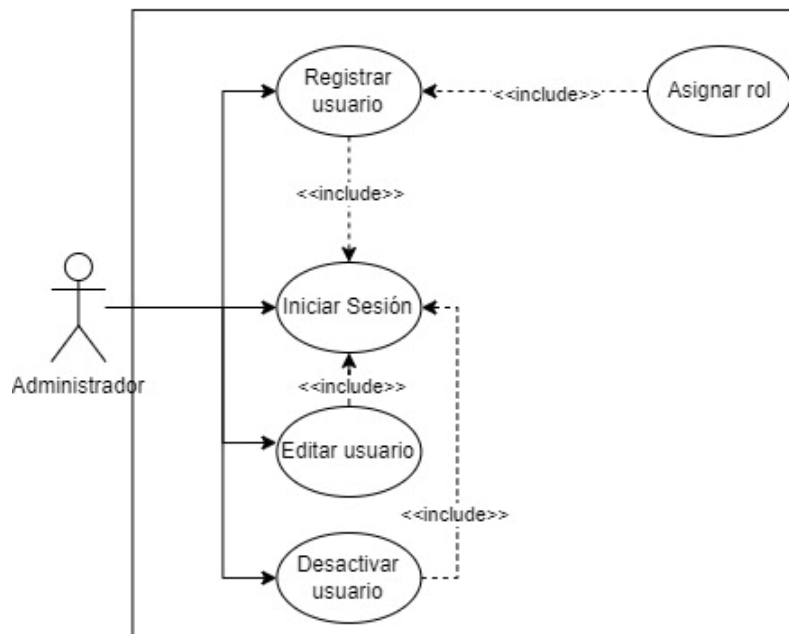 Registrar
usuario
<<include>>
Asignar rol
<<include>>
Iniciar Sesión
Administrador
<<include>>
Editar usuario
<<include>>
Desactivar
usuario